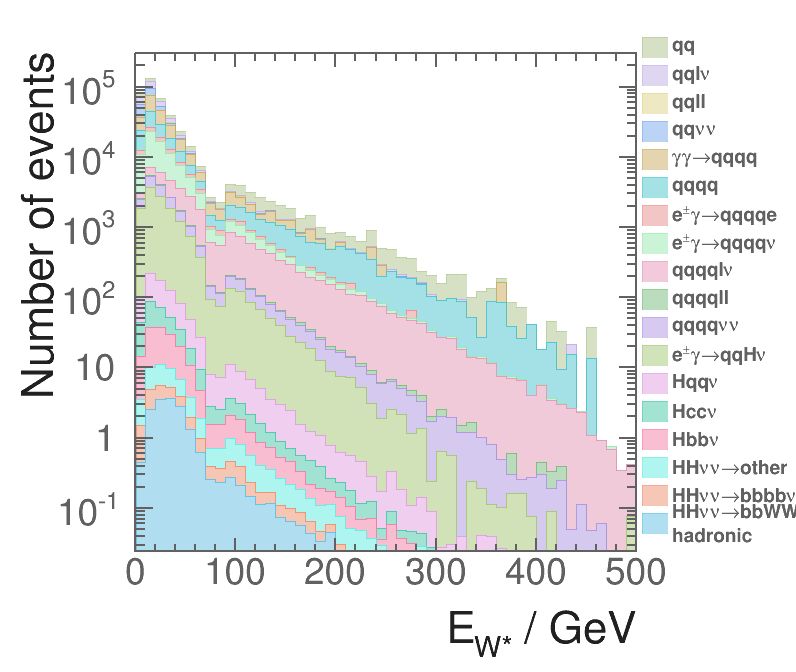 Number of events
10⁵
10⁴
10³
10²
10
1
10⁻¹
0 100 200 300 400 500
E_W* / GeV
qq
qqlν
qqll
qqνν
γγ→qqqq
qqqq
e±γ→qqqqe
e±γ→qqqqν
qqqqlν
qqqqll
qqqqνν
e±γ→qqHν
Hqqν
Hccν
Hbbν
HHνν→other
HHνν→bbbbν
HHνν→bbWW
hadronic